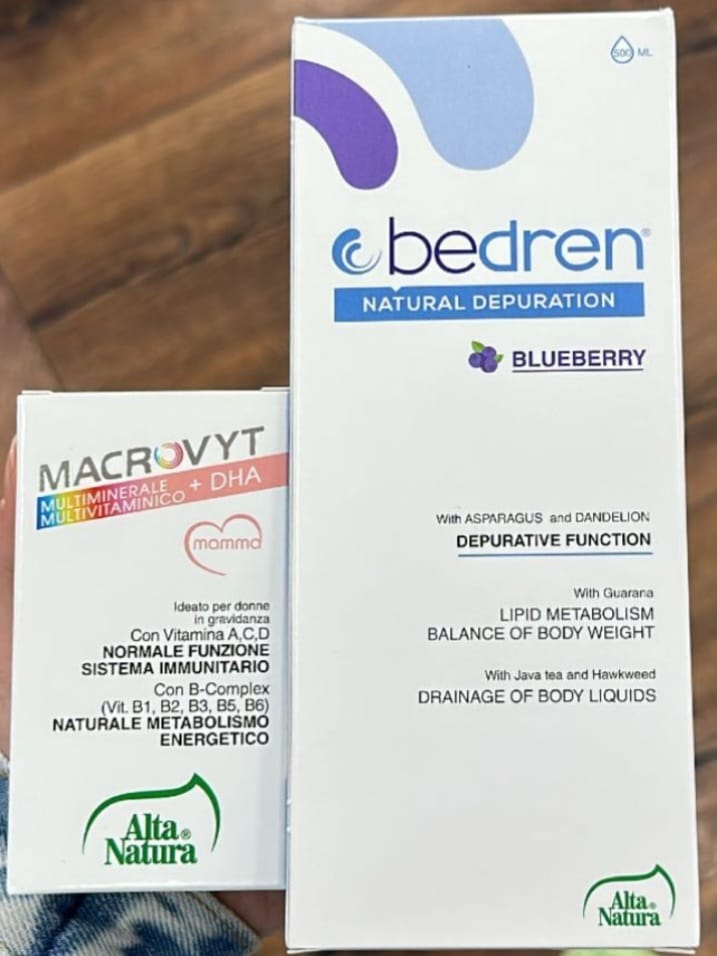 MACROVYT
MULTIMINERALE
MULTIVITAMINICO + DHA
mamma
Ideato per donne
in gravidanza
Con Vitamina A,C,D
NORMALE FUNZIONE
SISTEMA IMMUNITARIO
Con B-Complex
(Vit. B1, B2, B3, B5, B6)
NATURALE METABOLISMO
ENERGETICO
Alta®
Natura
500 ML
bedren®
NATURAL DEPURATION
BLUEBERRY
With ASPARAGUS and DANDELION
DEPURATIVE FUNCTION
With Guarana
LIPID METABOLISM
BALANCE OF BODY WEIGHT
With Java tea and Hawkweed
DRAINAGE OF BODY LIQUIDS
Alta®
Natura